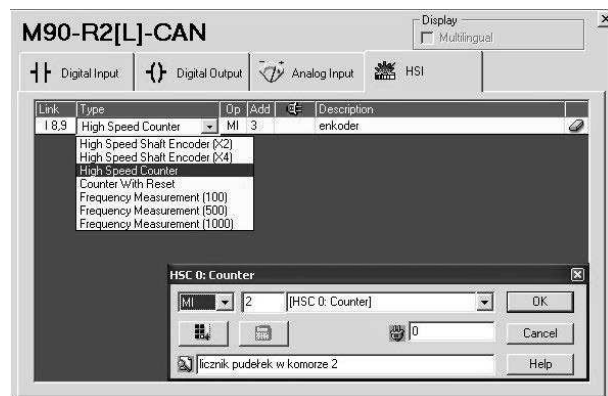 M90-R2[L]-CAN
Display
Multilingual
Digital Input
Digital Output
Analog Input
HSI
Link Type Op Add Description
I 8,9 High Speed Counter MI 3 enkoder
High Speed Shaft Encoder (X2)
High Speed Shaft Encoder (X4)
High Speed Counter
Counter With Reset
Frequency Measurement (100)
Frequency Measurement (500)
Frequency Measurement (1000)
HSC 0: Counter
MI 2 [HSC 0: Counter] OK
0 Cancel
licznik pudełek w komorze 2 Help